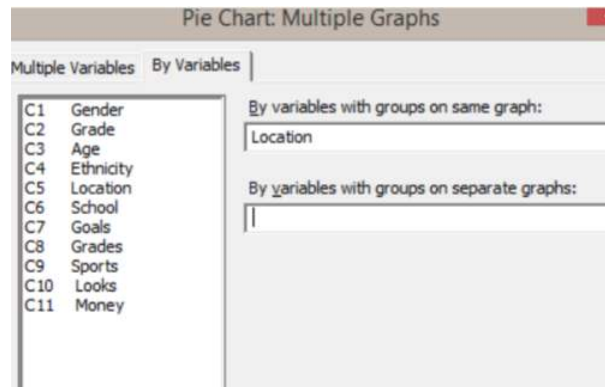 Pie Chart: Multiple Graphs
Multiple Variables By Variables
C1 Gender
C2 Grade
C3 Age
C4 Ethnicity
C5 Location
C6 School
C7 Goals
C8 Grades
C9 Sports
C10 Looks
C11 Money
By variables with groups on same graph:
Location
By variables with groups on separate graphs: